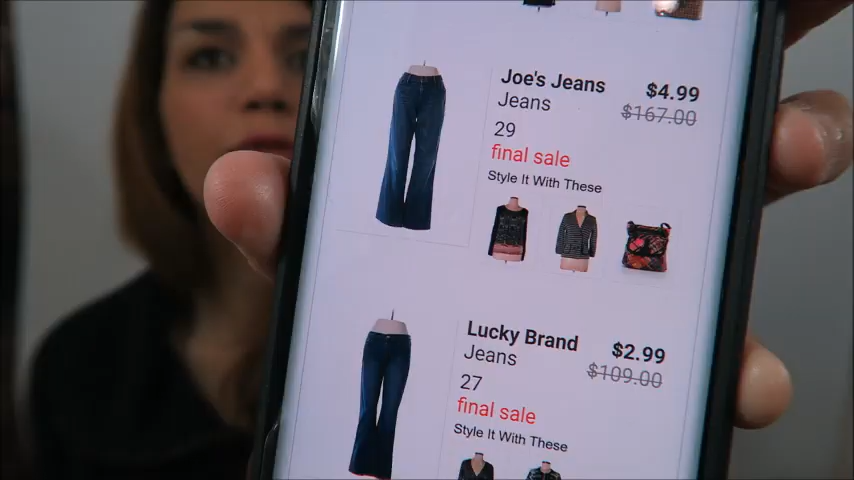 Joe's Jeans
$4.99
Jeans
$167.00
29
final sale
Style It With These
Lucky Brand
$2.99
Jeans
$109.00
27
final sale
Style It With These